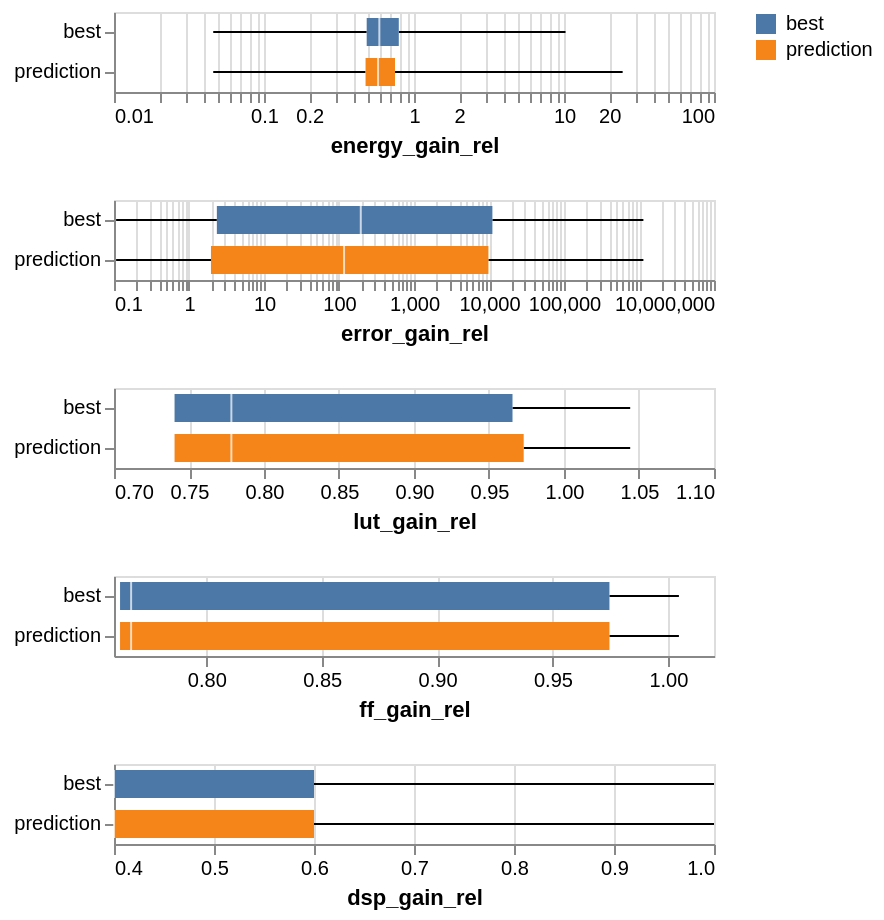 best
prediction
best
prediction
0.01 0.1 0.2 1 2 10 20 100
energy_gain_rel
best
prediction
0.1 1 10 100 1,000 10,000 100,000 10,000,000
error_gain_rel
best
prediction
0.70 0.75 0.80 0.85 0.90 0.95 1.00 1.05 1.10
lut_gain_rel
best
prediction
0.80 0.85 0.90 0.95 1.00
ff_gain_rel
best
prediction
0.4 0.5 0.6 0.7 0.8 0.9 1.0
dsp_gain_rel